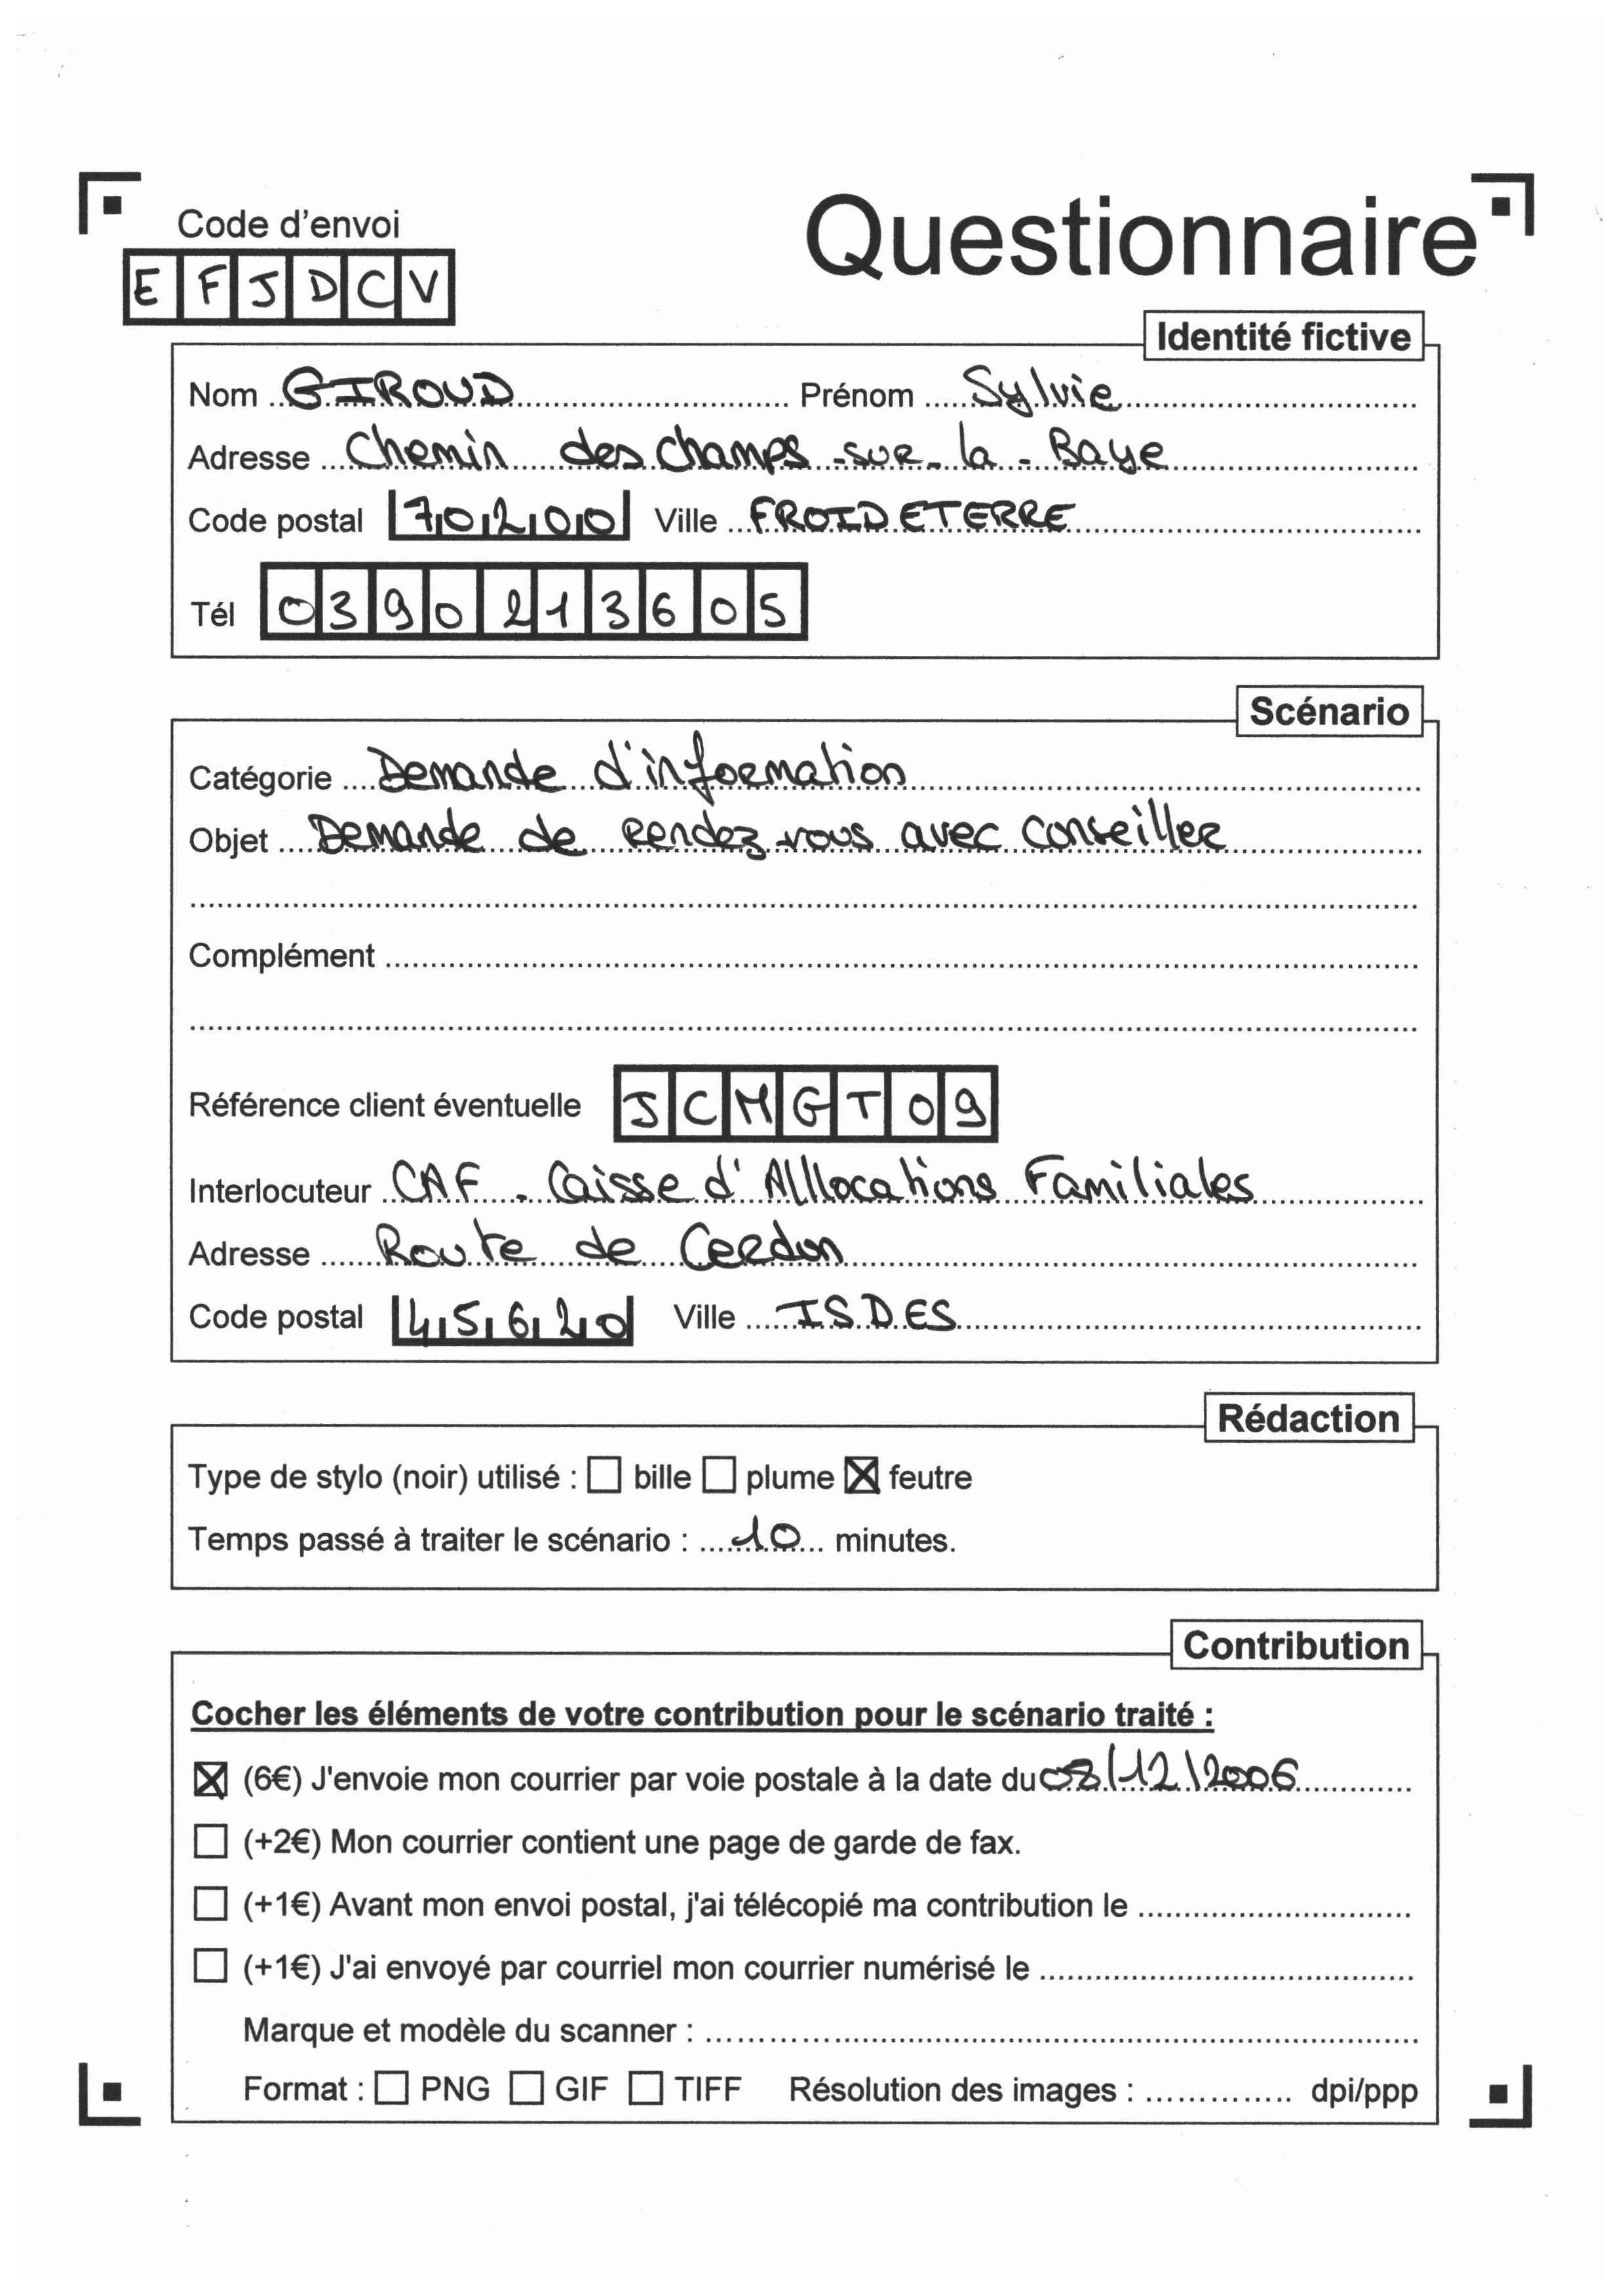 Code d'envoi
Questionnaire
E F J D C V
Identité fictive
Nom GIROUD Prénom Sylvie
Adresse Chemin des champs-sur-la-Baye
Code postal 70200 Ville FROIDETERRE
Tél 0390213605
Scénario
Catégorie Demande d'information
Objet Demande de rendez-vous avec conseiller
Complément
Référence client éventuelle JCMGT09
Interlocuteur CAF. Caisse d'Alllocations Familiales
Adresse Route de Cerdon
Code postal 45620 Ville ISDES
Rédaction
Type de stylo (noir) utilisé : ☐ bille ☐ plume ☒ feutre
Temps passé à traiter le scénario : 10 minutes.
Contribution
Cocher les éléments de votre contribution pour le scénario traité :
☒ (6€) J'envoie mon courrier par voie postale à la date du 08/12/2006
☐ (+2€) Mon courrier contient une page de garde de fax.
☐ (+1€) Avant mon envoi postal, j'ai télécopié ma contribution le
☐ (+1€) J'ai envoyé par courriel mon courrier numérisé le
Marque et modèle du scanner :
Format : ☐ PNG ☐ GIF ☐ TIFF Résolution des images : dpi/ppp